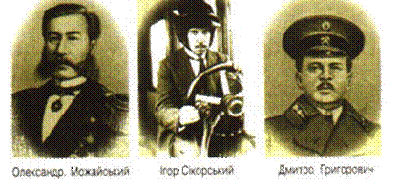 Олександр. Можайський
Ігор Сікорський
Дмитро Григорович